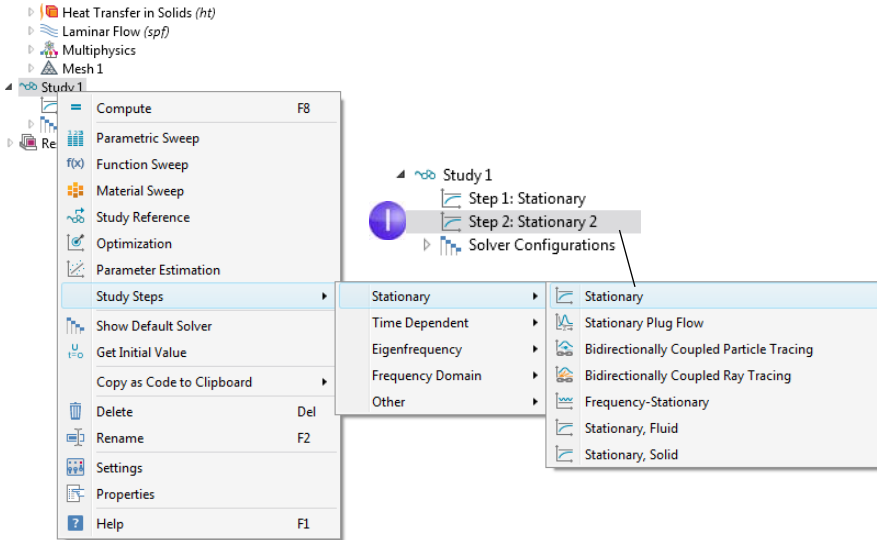 Heat Transfer in Solids (ht)
Laminar Flow (spf)
Multiphysics
Mesh 1
Study 1
Re
Compute F8
Parametric Sweep
f(x) Function Sweep
Material Sweep
Study Reference
Optimization
Parameter Estimation
Study Steps
Show Default Solver
U t=0 Get Initial Value
Copy as Code to Clipboard
Delete Del
Rename F2
Settings
Properties
? Help F1
Study 1
Step 1: Stationary
I Step 2: Stationary 2
Solver Configurations
Stationary
Time Dependent
Eigenfrequency
Frequency Domain
Other
Stationary
Stationary Plug Flow
Bidirectionally Coupled Particle Tracing
Bidirectionally Coupled Ray Tracing
Frequency-Stationary
Stationary, Fluid
Stationary, Solid